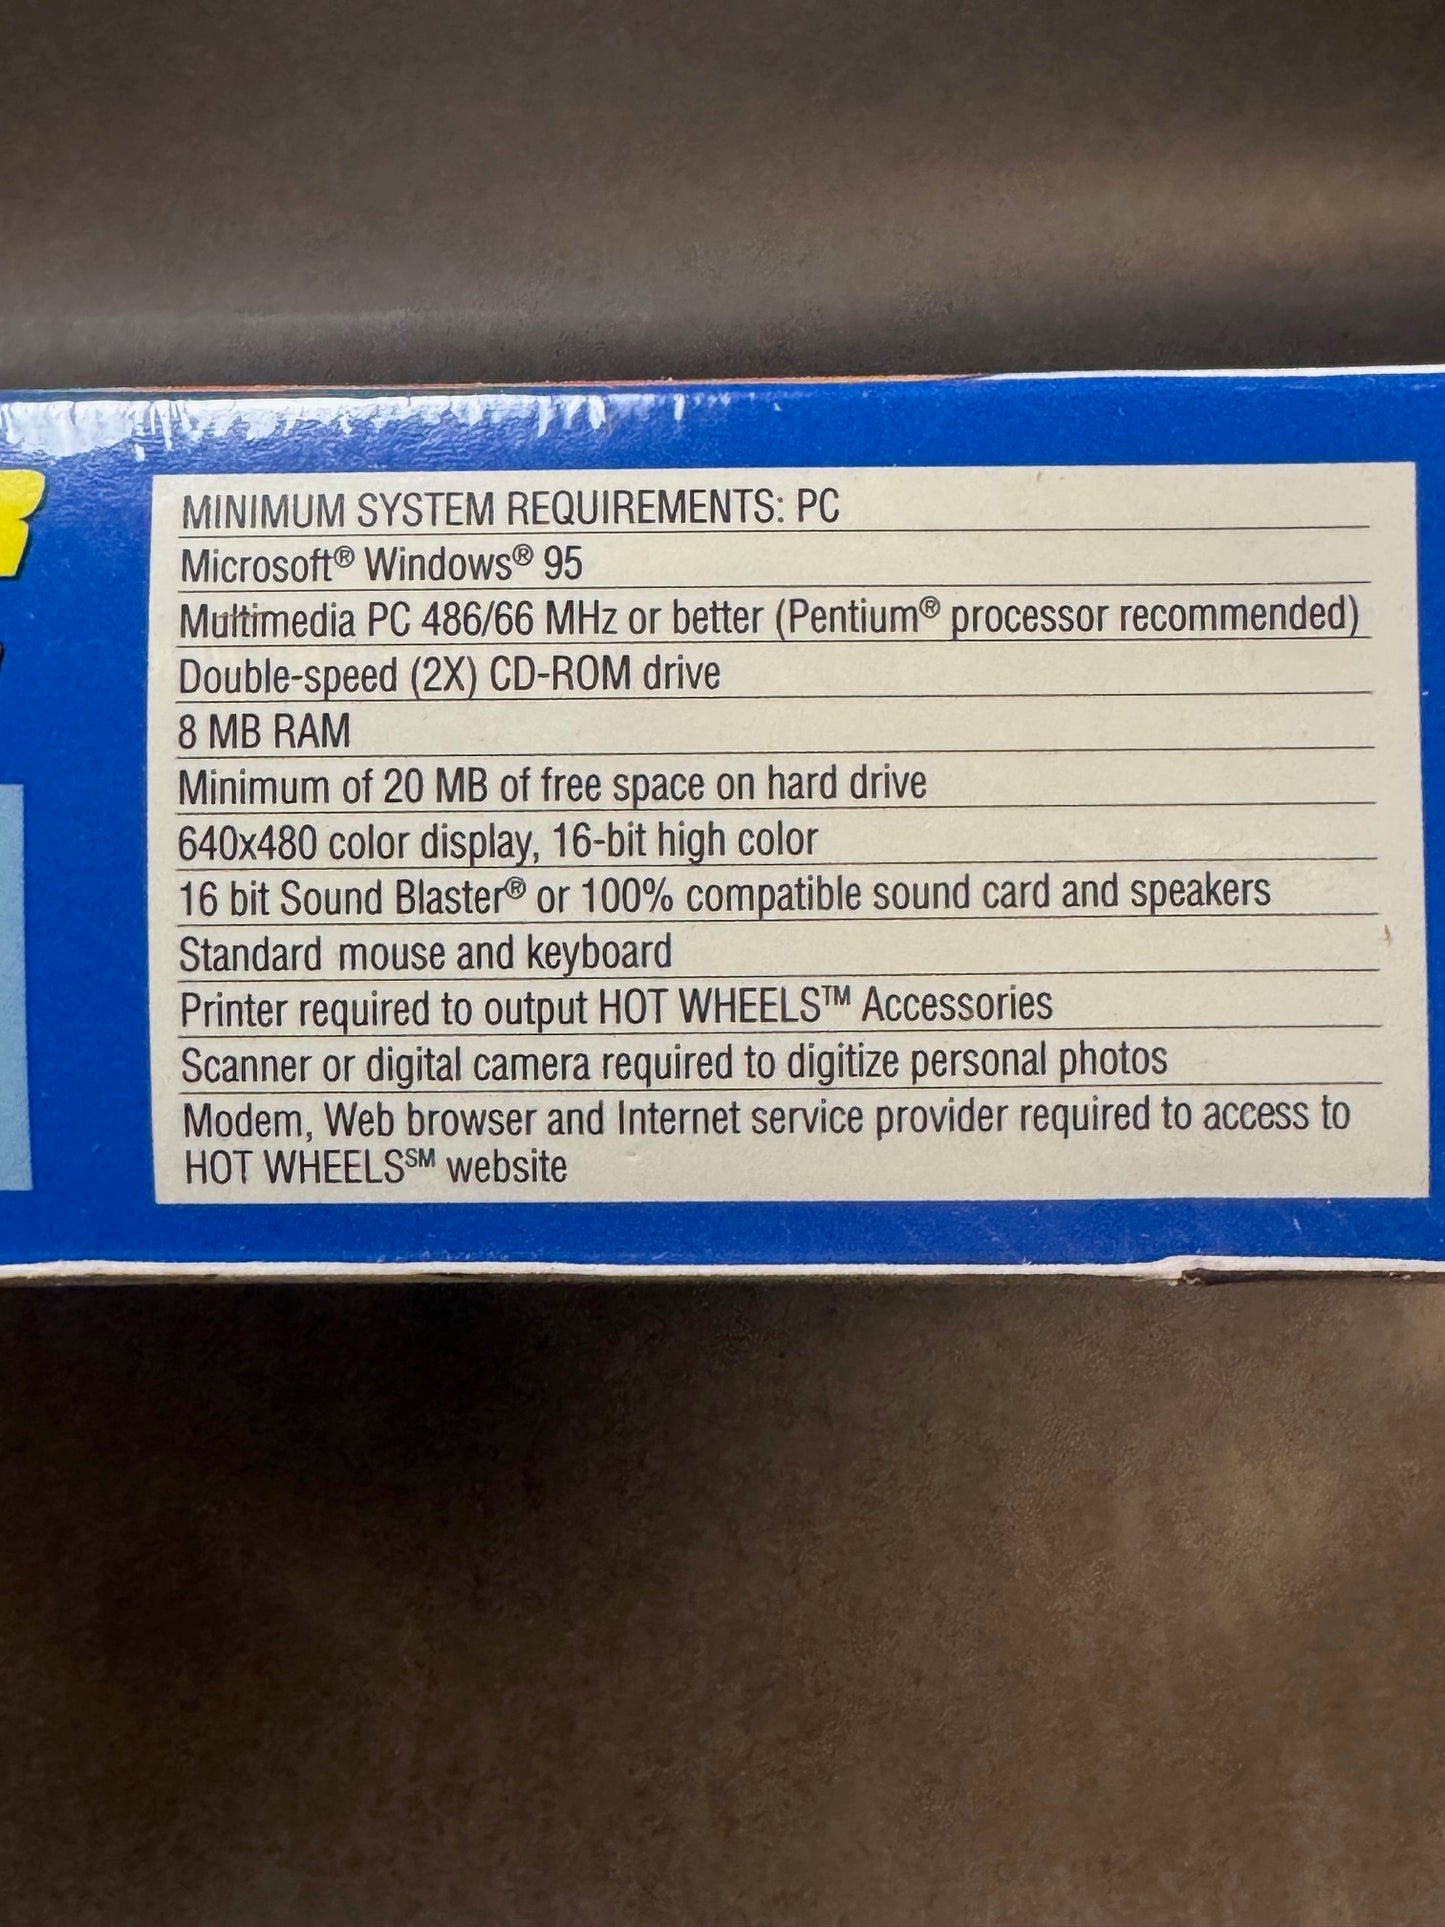 MINIMUM SYSTEM REQUIREMENTS: PC
Microsoft® Windows® 95
Multimedia PC 486/66 MHz or better (Pentium® processor recommended)
Double-speed (2X) CD-ROM drive
8 MB RAM
Minimum of 20 MB of free space on hard drive
640x480 color display, 16-bit high color
16 bit Sound Blaster® or 100% compatible sound card and speakers
Standard mouse and keyboard
Printer required to output HOT WHEELS™ Accessories
Scanner or digital camera required to digitize personal photos
Modem, Web browser and Internet service provider required to access to
HOT WHEELS℠ website